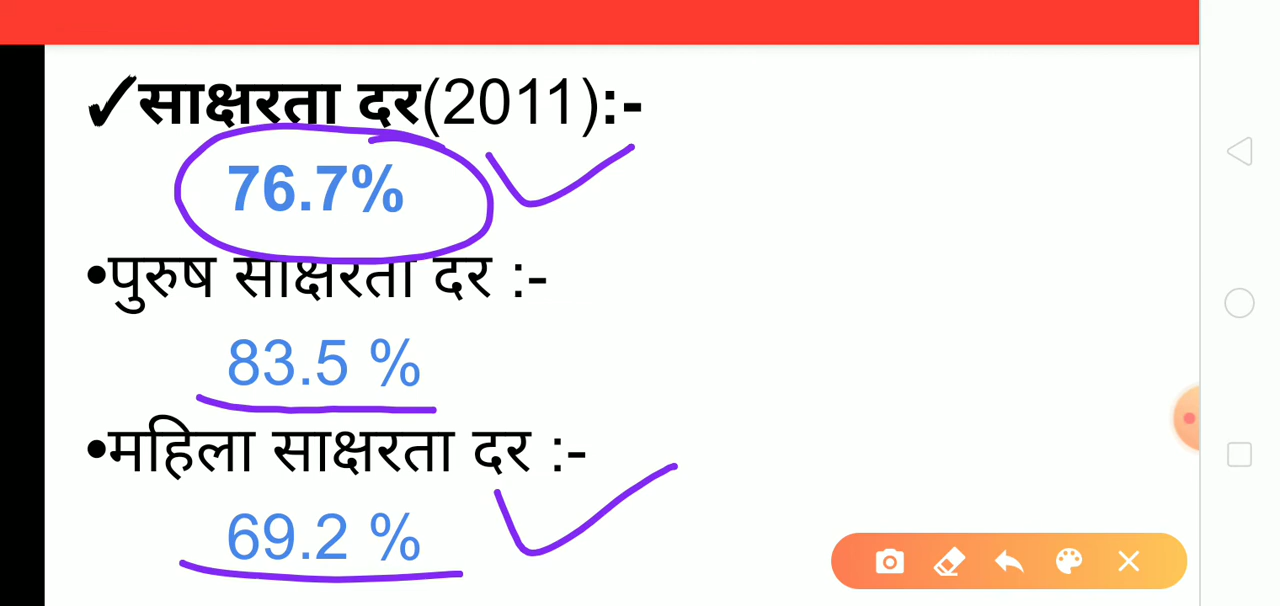 ✓साक्षरता दर(2011):-
76.7%
•पुरुष साक्षरता दर :-
83.5 %
•महिला साक्षरता दर :-
69.2 %